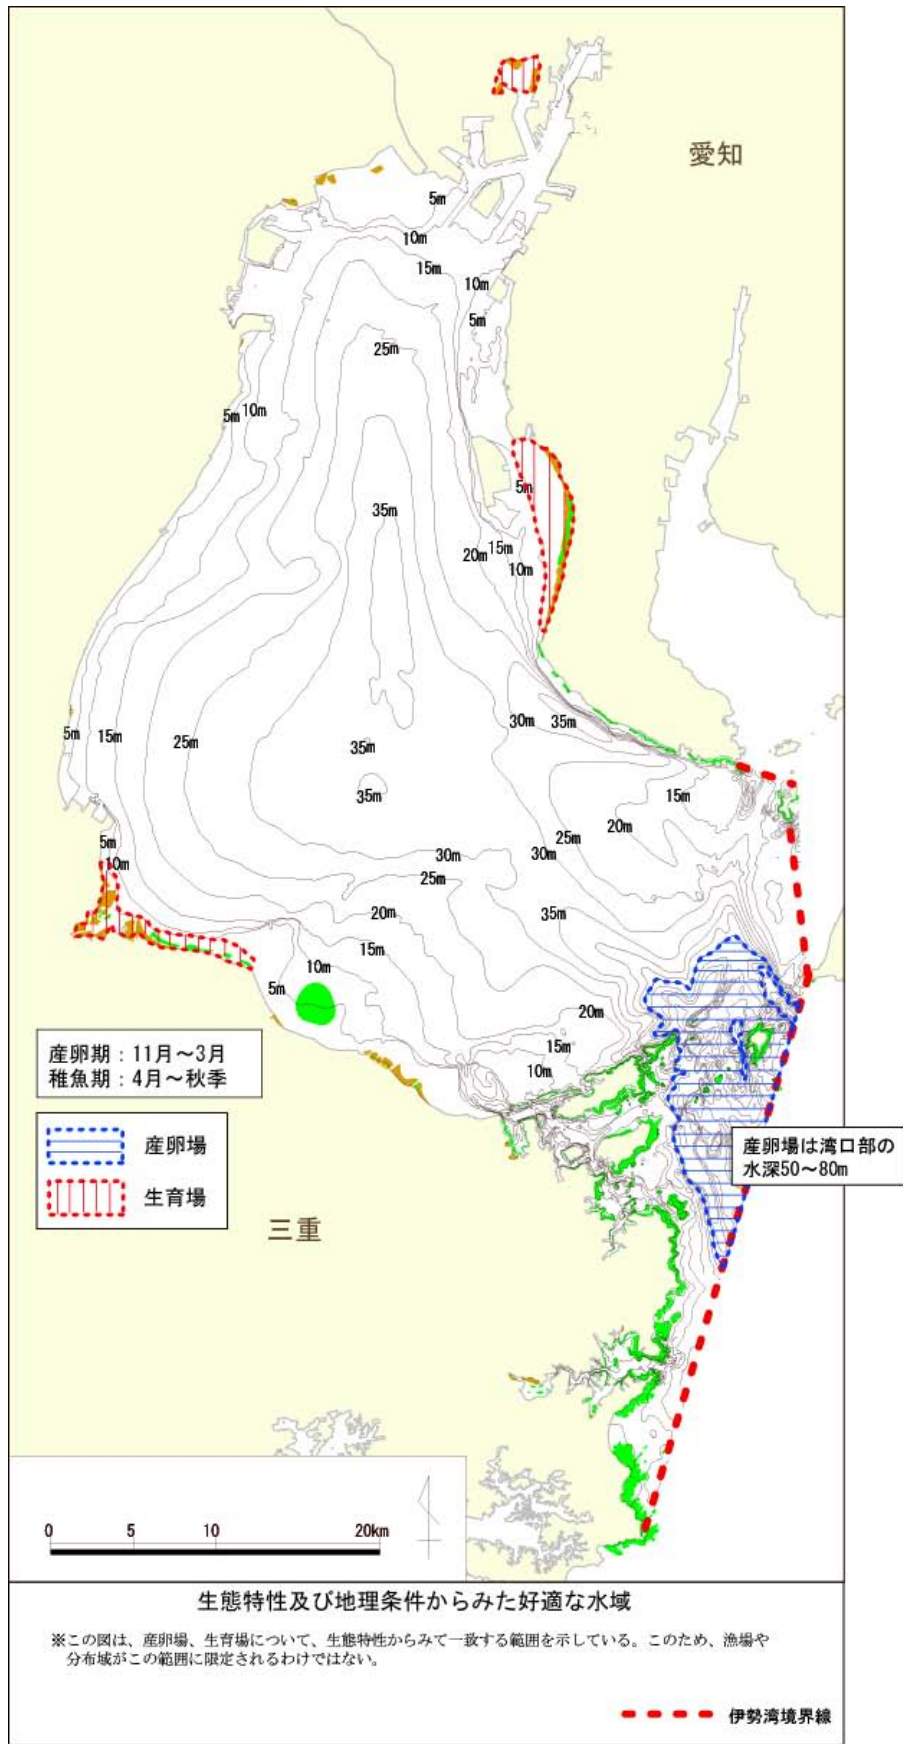 愛知
5m
10m
15m
10m
5m
25m
5m
10m
5m
35m
20m
15m
10m
30m
35m
5m
15m
25m
35m
35m
15m
20m
25m
30m
30m
25m
5m
10m
20m
35m
15m
10m
5m
20m
15m
10m
産卵期：11月～3月
稚魚期：4月～秋季
産卵場
生育場
産卵場は湾口部の
水深50～80m
三重
0 5 10 20km
生態特性及び地理条件からみた好適な水域
※この図は、産卵場、生育場について、生態特性からみて一致する範囲を示している。このため、漁場や
分布域がこの範囲に限定されるわけではない。
伊勢湾境界線